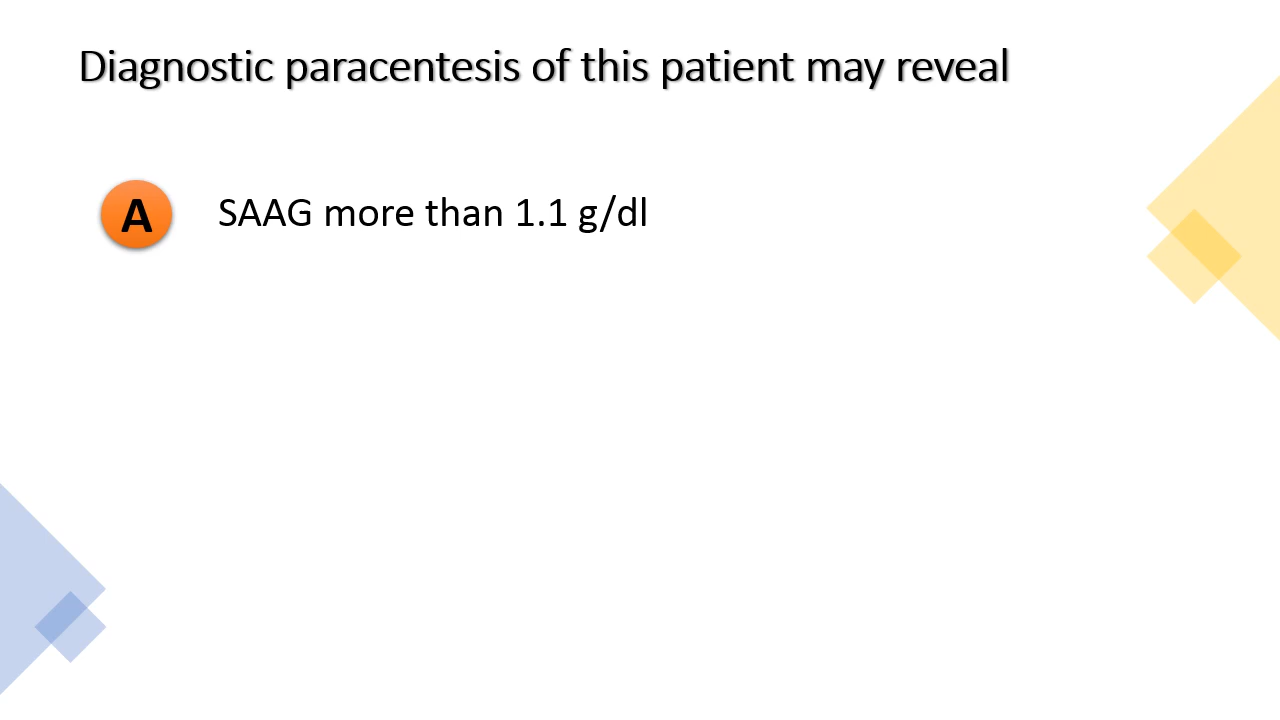 Diagnostic paracentesis of this patient may reveal
A SAAG more than 1.1 g/dl